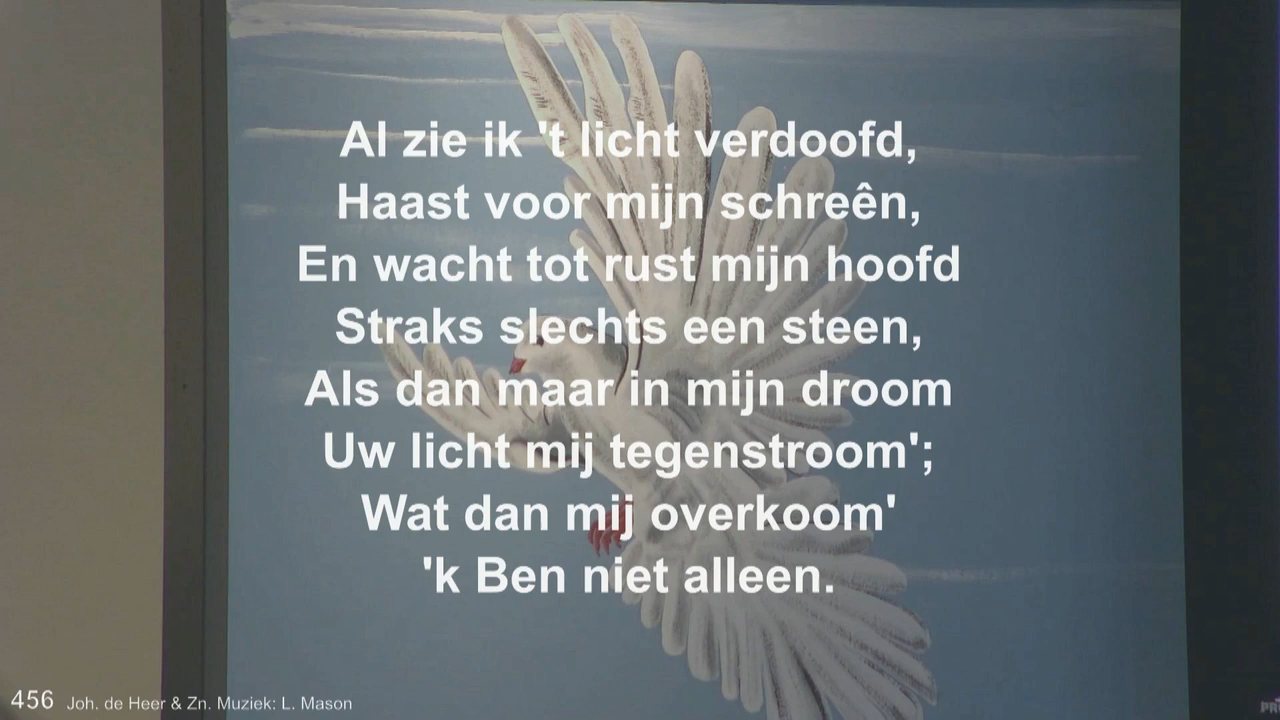 Al zie ik 't licht verdoofd,
Haast voor mijn schreên,
En wacht tot rust mijn hoofd
Straks slechts een steen,
Als dan maar in mijn droom
Uw licht mij tegenstroom';
Wat dan mij overkoom'
'k Ben niet alleen.
456 Joh. de Heer & Zn. Muziek: L. Mason